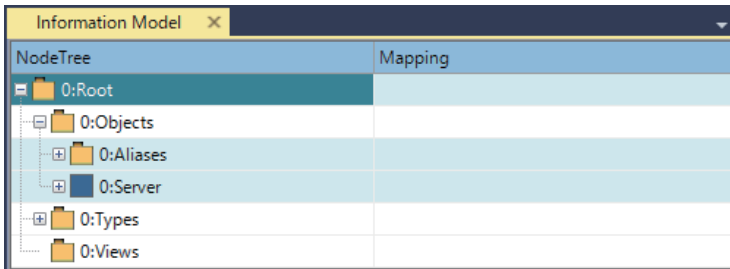 Information Model
NodeTree Mapping
0:Root
0:Objects
0:Aliases
0:Server
0:Types
0:Views